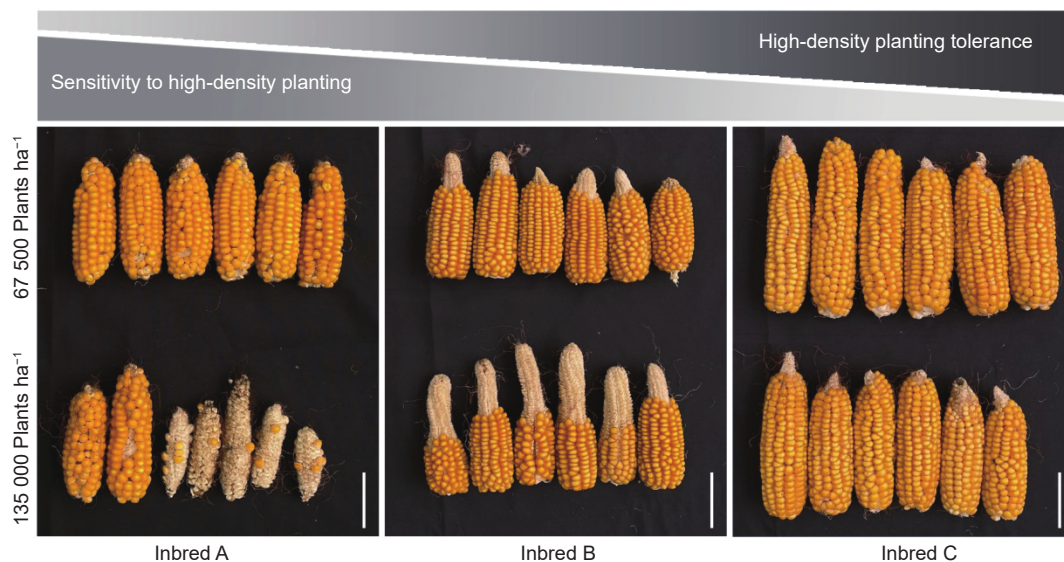 High-density planting tolerance
Sensitivity to high-density planting
67 500 Plants ha⁻¹
135 000 Plants ha⁻¹
Inbred A
Inbred B
Inbred C